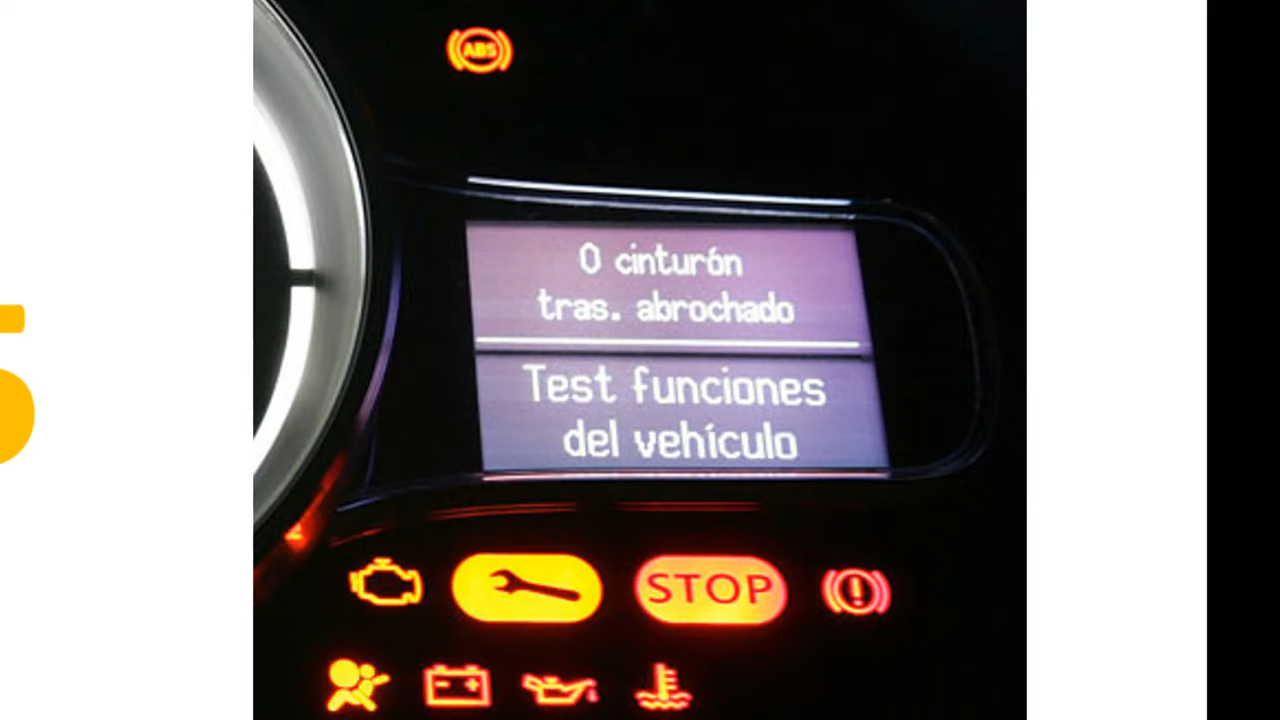 ABS
0 cinturón
tras. abrochado
Test funciones
del vehículo
STOP